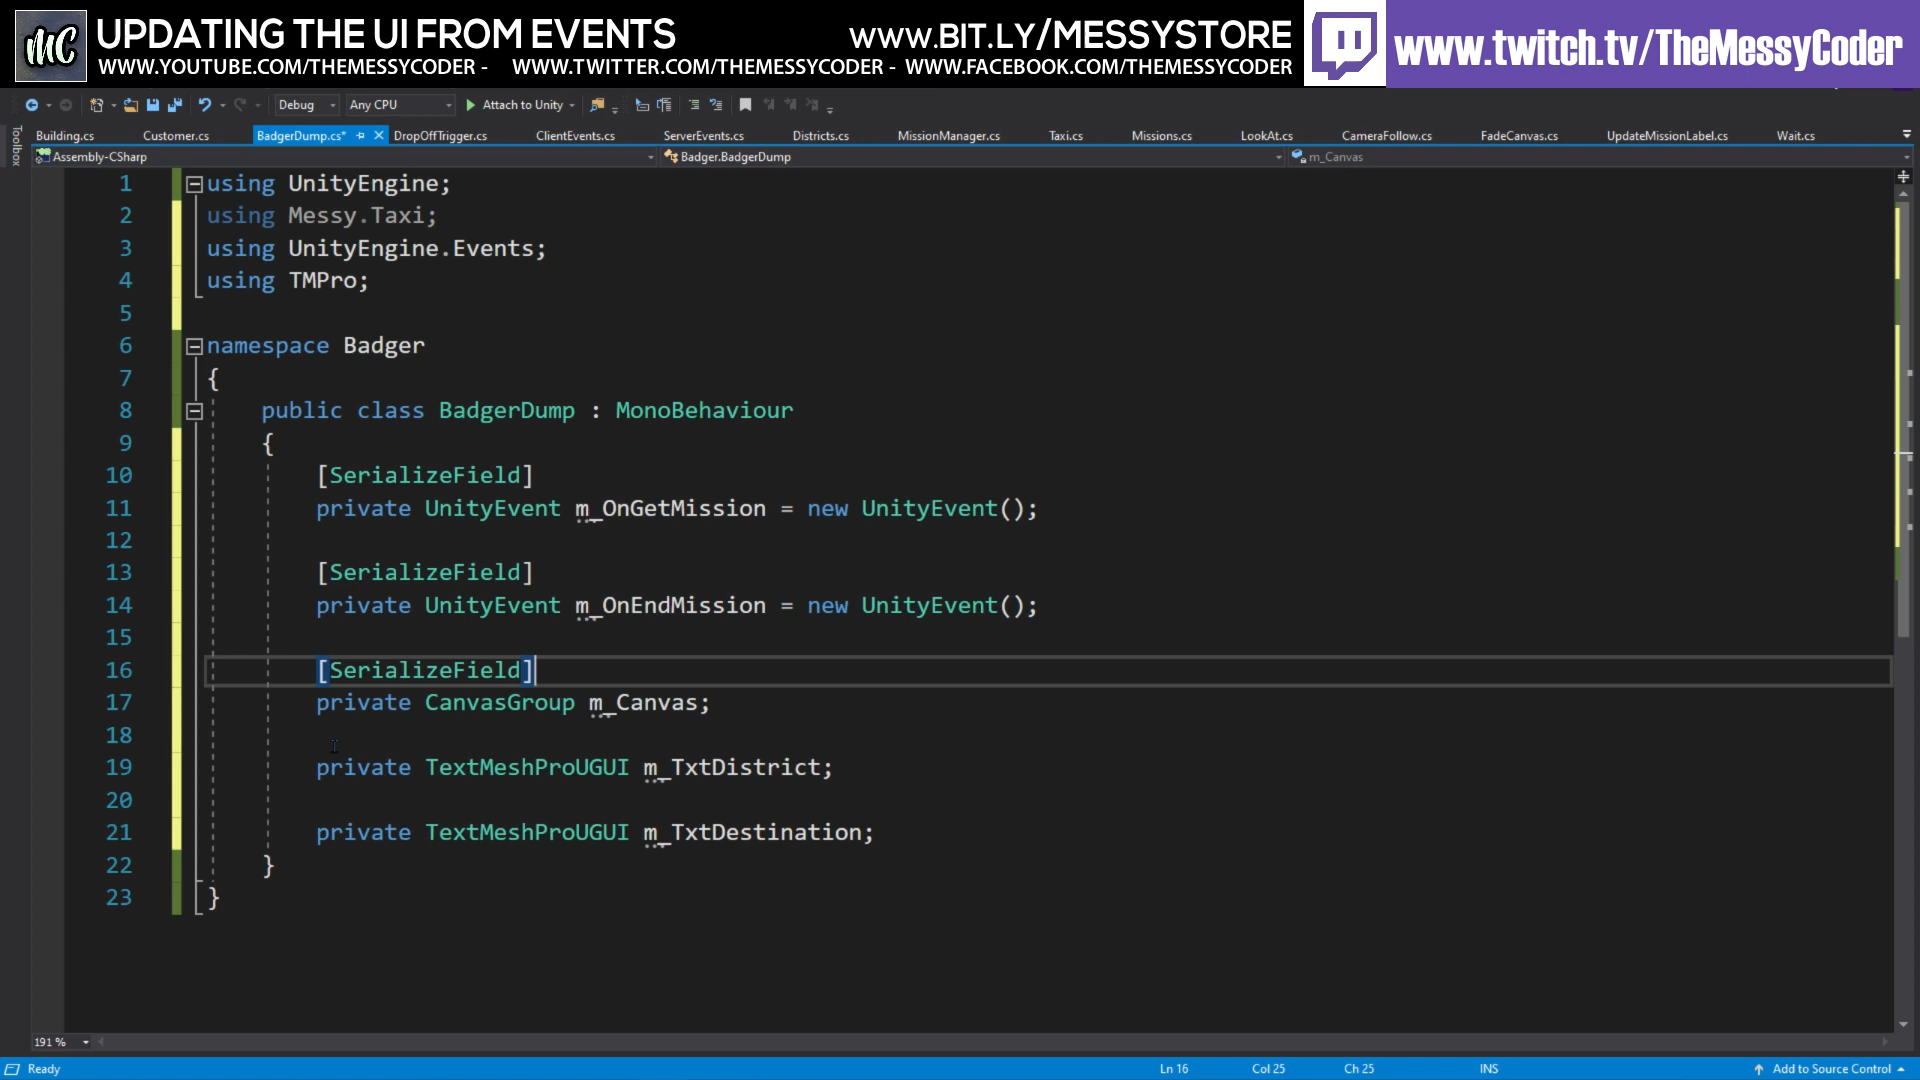 MC
UPDATING THE UI FROM EVENTS
WWW.BIT.LY/MESSYSTORE
www.twitch.tv/TheMessyCoder
WWW.YOUTUBE.COM/THEMESSYCODER - WWW.TWITTER.COM/THEMESSYCODER - WWW.FACEBOOK.COM/THEMESSYCODER
Debug Any CPU Attach to Unity
Toolbox
Building.cs Customer.cs BadgerDump.cs* DropOffTrigger.cs ClientEvents.cs ServerEvents.cs Districts.cs MissionManager.cs Taxi.cs Missions.cs LookAt.cs CameraFollow.cs FadeCanvas.cs UpdateMissionLabel.cs Wait.cs
Assembly-CSharp Badger.BadgerDump m_Canvas
1 using UnityEngine;
2 using Messy.Taxi;
3 using UnityEngine.Events;
4 using TMPro;
5
6 namespace Badger
7 {
8 public class BadgerDump : MonoBehaviour
9 {
10 [SerializeField]
11 private UnityEvent m_OnGetMission = new UnityEvent();
12
13 [SerializeField]
14 private UnityEvent m_OnEndMission = new UnityEvent();
15
16 [SerializeField]
17 private CanvasGroup m_Canvas;
18
19 private TextMeshProUGUI m_TxtDistrict;
20
21 private TextMeshProUGUI m_TxtDestination;
22 }
23 }
191 %
Ready Ln 16 Col 25 Ch 25 INS Add to Source Control